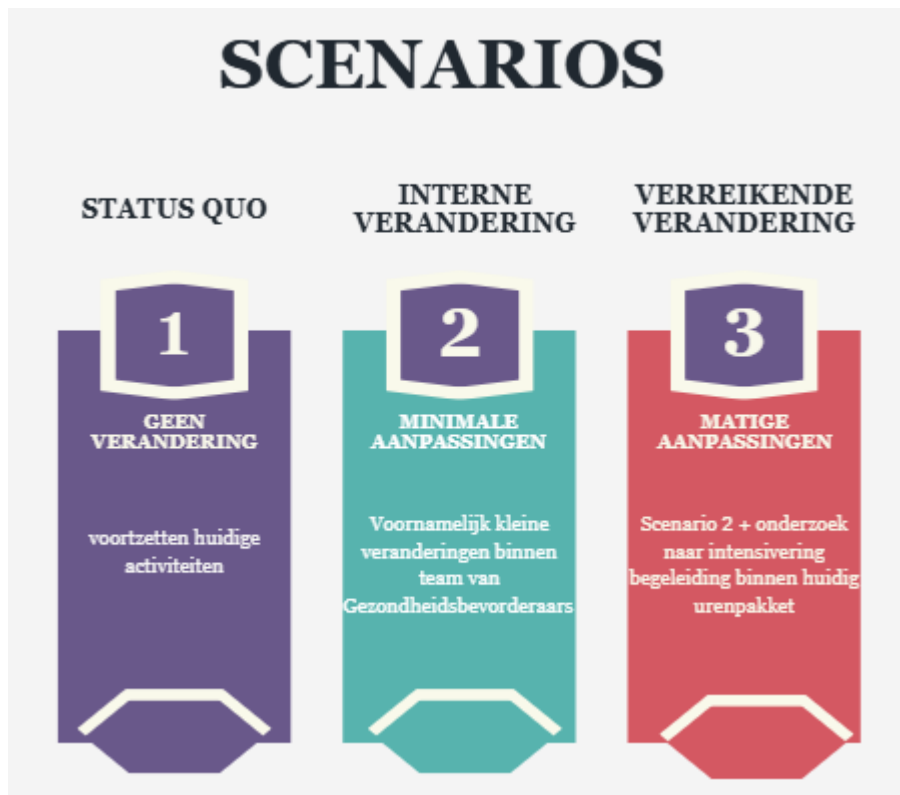 SCENARIOS
STATUS QUO
1
GEEN
VERANDERING
voortzetten huidige
activiteiten
INTERNE
VERANDERING
2
MINIMALE
AANPASSINGEN
Voornamelijk kleine
veranderingen binnen
team van
Gezondheidsbevorderaars
VERREIKENDE
VERANDERING
3
MATIGE
AANPASSINGEN
Scenario 2 + onderzoek
naar intensivering
begeleiding binnen huidig
urenpakket